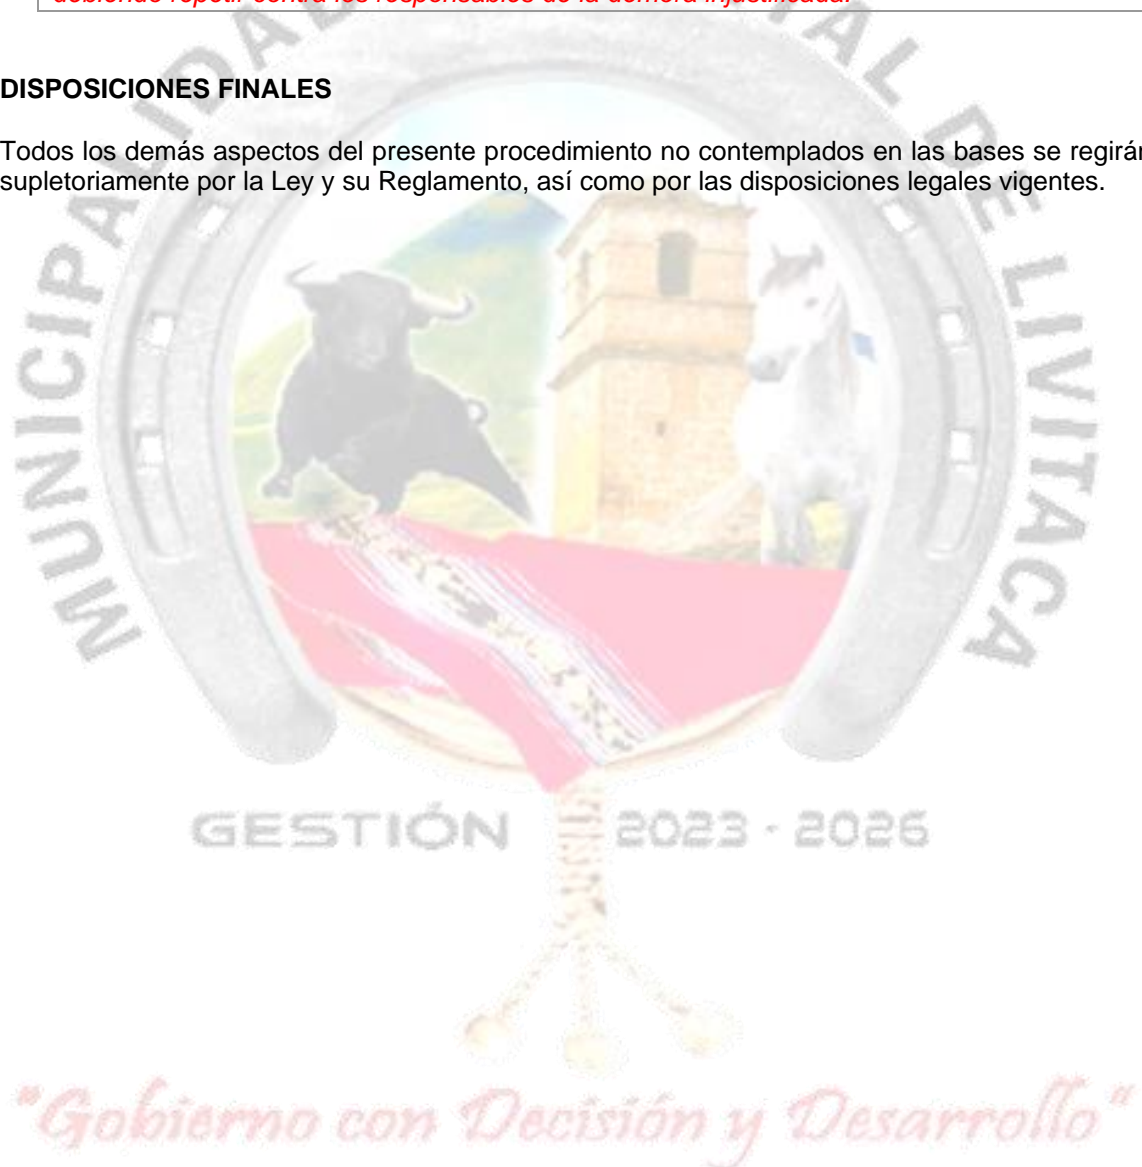 debiendo repetir contra los responsables de la demora injustificada.
DISPOSICIONES FINALES
Todos los demás aspectos del presente procedimiento no contemplados en las bases se regirán
supletoriamente por la Ley y su Reglamento, así como por las disposiciones legales vigentes.
MUNICIPALIDAD
AL DE LIVITACA
GESTIÓN 2023 - 2026
"Gobierno con Decisión y Desarrollo"